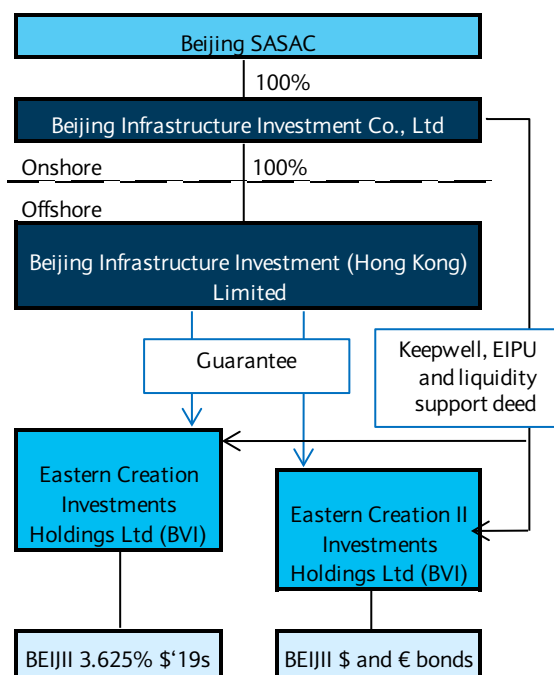 Beijing SASAC
100%
Beijing Infrastructure Investment Co., Ltd
Onshore
100%
Offshore
Beijing Infrastructure Investment (Hong Kong)
Limited
Guarantee
Keepwell, EIPU
and liquidity
support deed
Eastern Creation
Investments
Holdings Ltd (BVI)
Eastern Creation II
Investments
Holdings Ltd (BVI)
BEIJII 3.625% $‘19s
BEIJII $ and € bonds